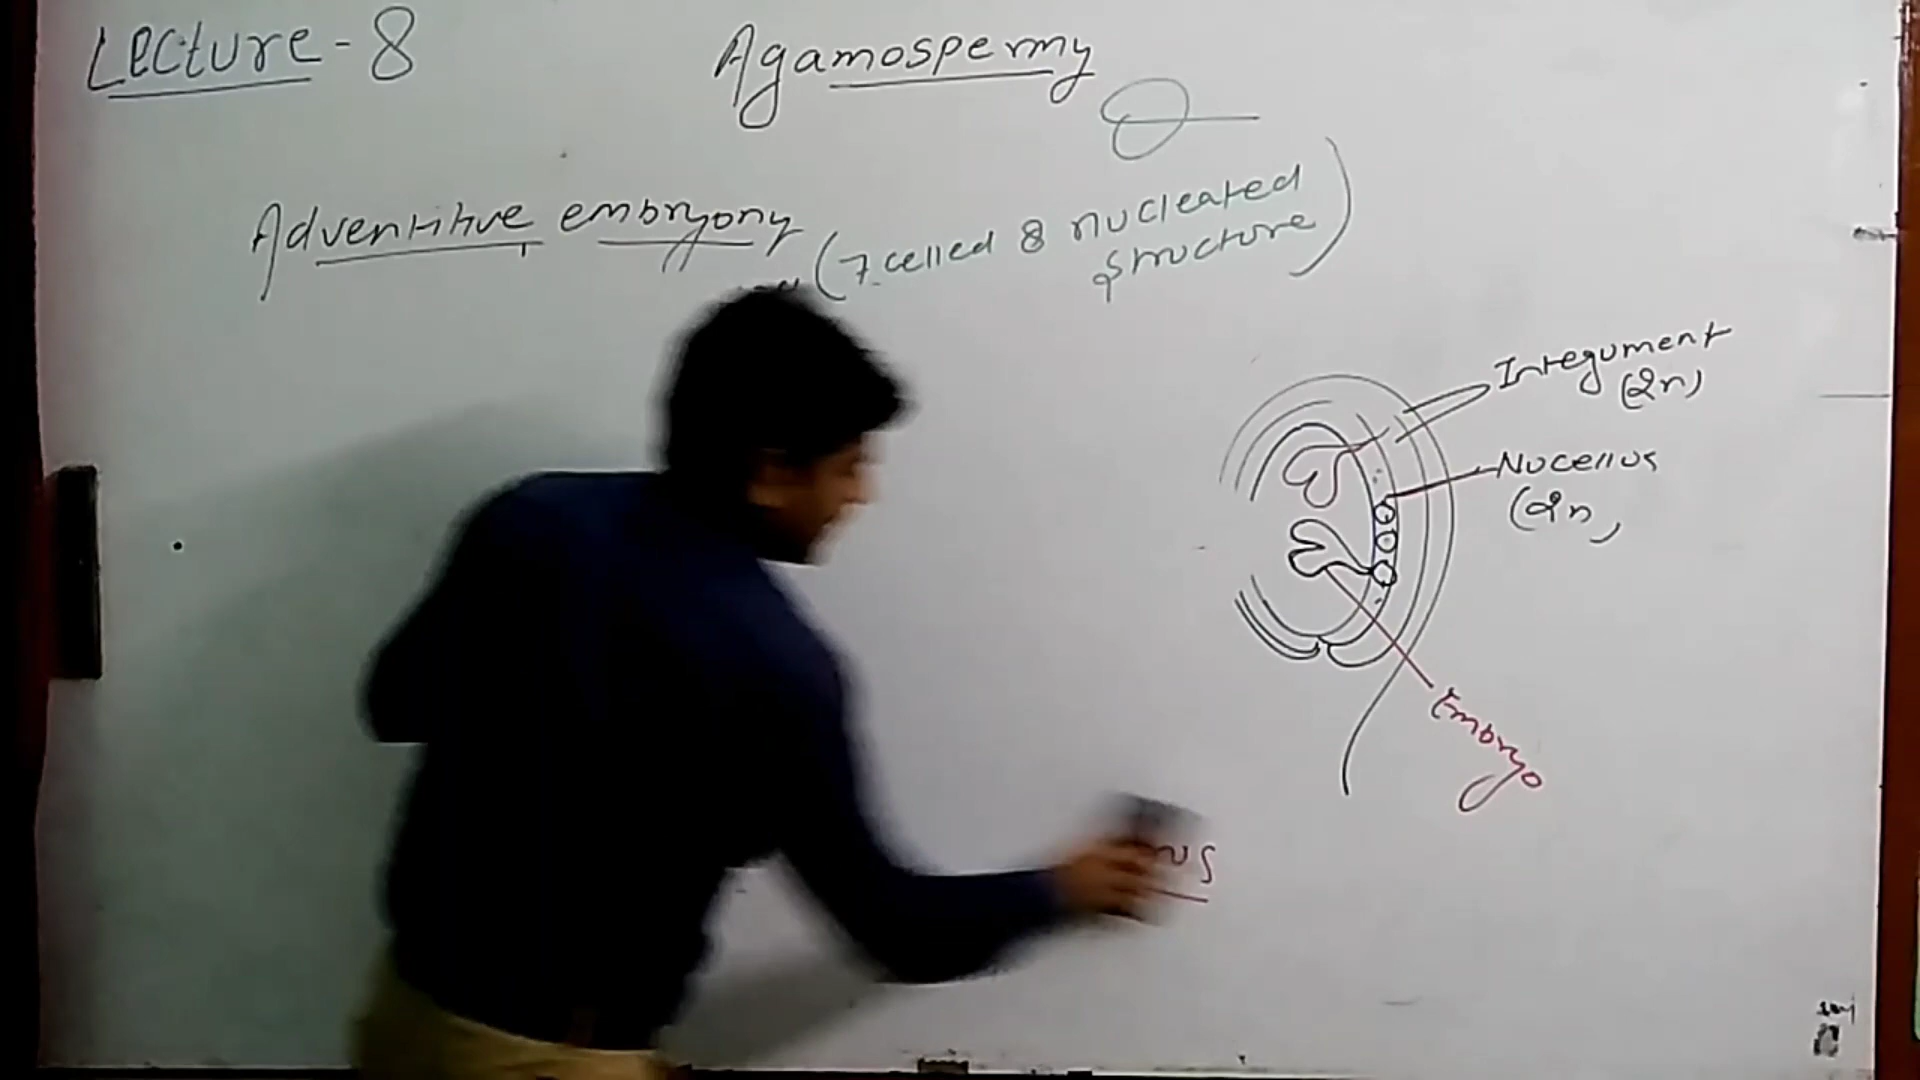 Lecture - 8
Agamospermy
Adventitive embryony
(7 celled 8 nucleated
structure)
Integument
(2n)
Nucellus
(2n)
Embryo